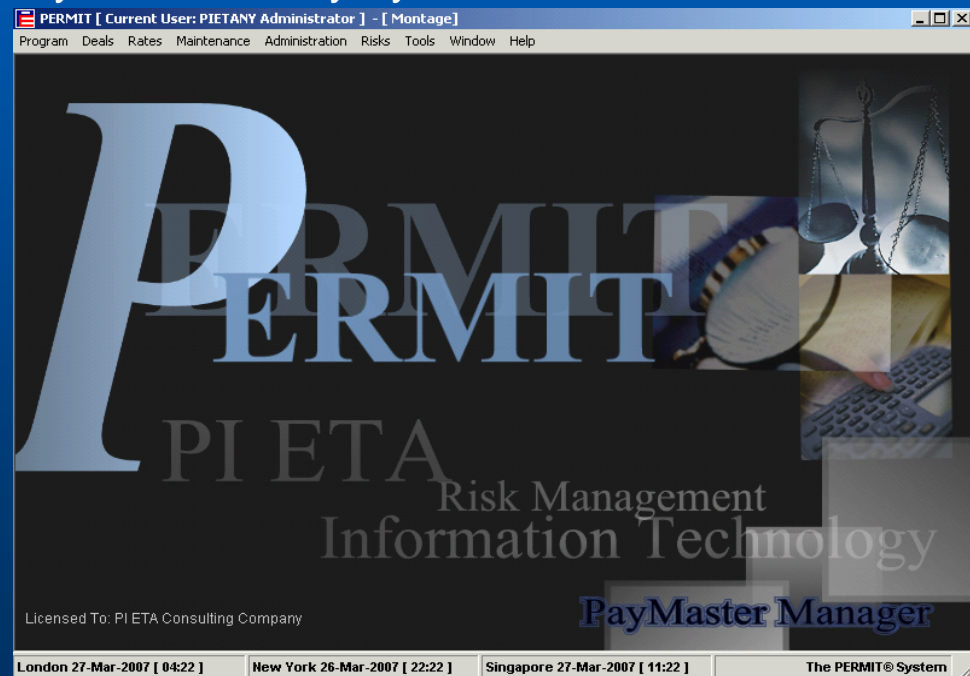 PERMIT [ Current User: PIETANY Administrator ] - [ Montage]
Program Deals Rates Maintenance Administration Risks Tools Window Help
PERMIT
ERMIT
PI ETA
Risk Management
Information Technology
Licensed To: PI ETA Consulting Company
PayMaster Manager
London 27-Mar-2007 [ 04:22 ] New York 26-Mar-2007 [ 22:22 ] Singapore 27-Mar-2007 [ 11:22 ] The PERMIT® System